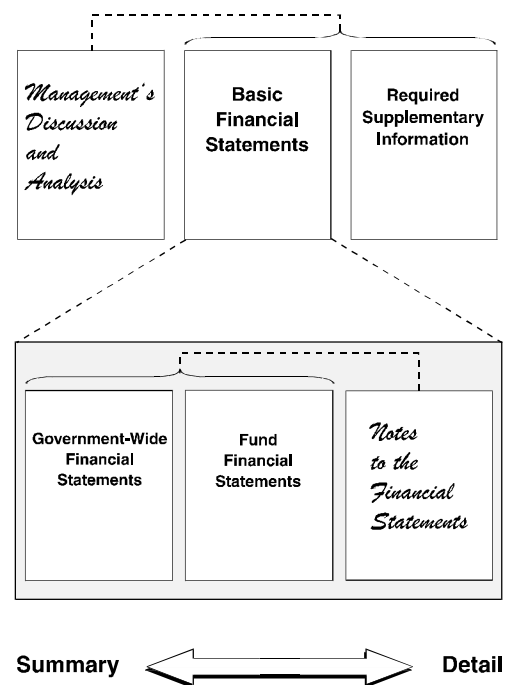 Management's
Discussion
and
Analysis
Basic
Financial
Statements
Required
Supplementary
Information
Government-Wide
Financial
Statements
Fund
Financial
Statements
Notes
to the
Financial
Statements
Summary
Detail